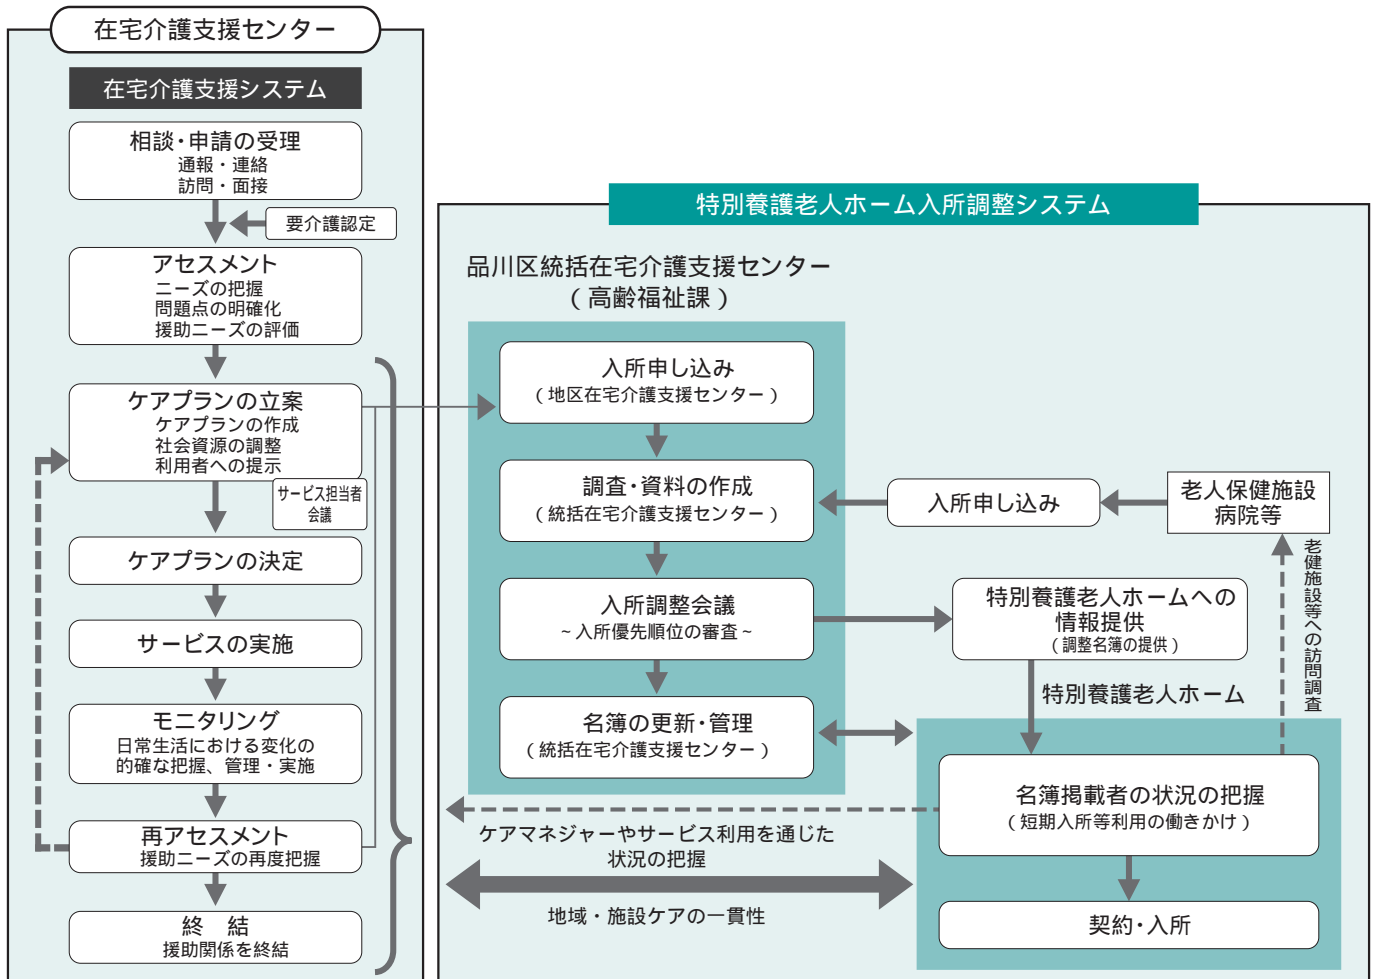 在宅介護支援センター
在宅介護支援システム
相談・申請の受理
通報・連絡
訪問・面接
要介護認定
アセスメント
ニーズの把握
問題点の明確化
援助ニーズの評価
ケアプランの立案
ケアプランの作成
社会資源の調整
利用者への提示
サービス担当者
会議
ケアプランの決定
サービスの実施
モニタリング
日常生活における変化の
的確な把握、管理・実施
再アセスメント
援助ニーズの再度把握
終　結
援助関係を終結
特別養護老人ホーム入所調整システム
品川区統括在宅介護支援センター
（高齢福祉課）
入所申し込み
（地区在宅介護支援センター）
調査・資料の作成
（統括在宅介護支援センター）
入所申し込み
老人保健施設
病院等
入所調整会議
~入所優先順位の審査~
特別養護老人ホームへの
情報提供
（調整名簿の提供）
老健施設等への訪問調査
名簿の更新・管理
（統括在宅介護支援センター）
特別養護老人ホーム
名簿掲載者の状況の把握
（短期入所等利用の働きかけ）
ケアマネジャーやサービス利用を通じた
状況の把握
地域・施設ケアの一貫性
契約・入所